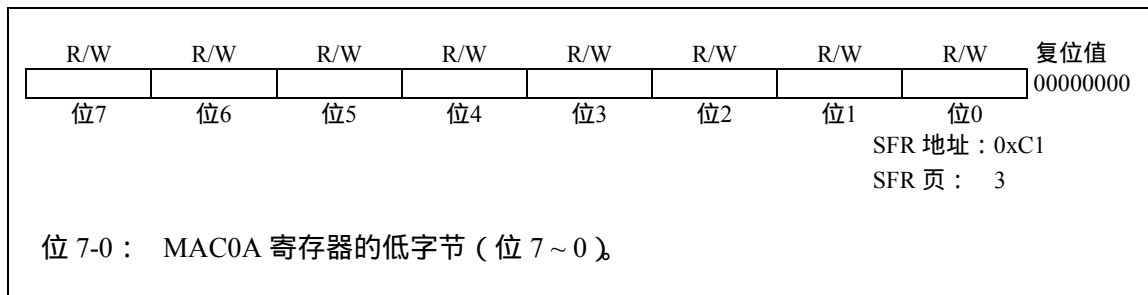 R/W R/W R/W R/W R/W R/W R/W R/W 复位值
00000000
位7 位6 位5 位4 位3 位2 位1 位0
SFR 地址：0xC1
SFR 页： 3
位 7-0： MAC0A 寄存器的低字节（位 7～0）。